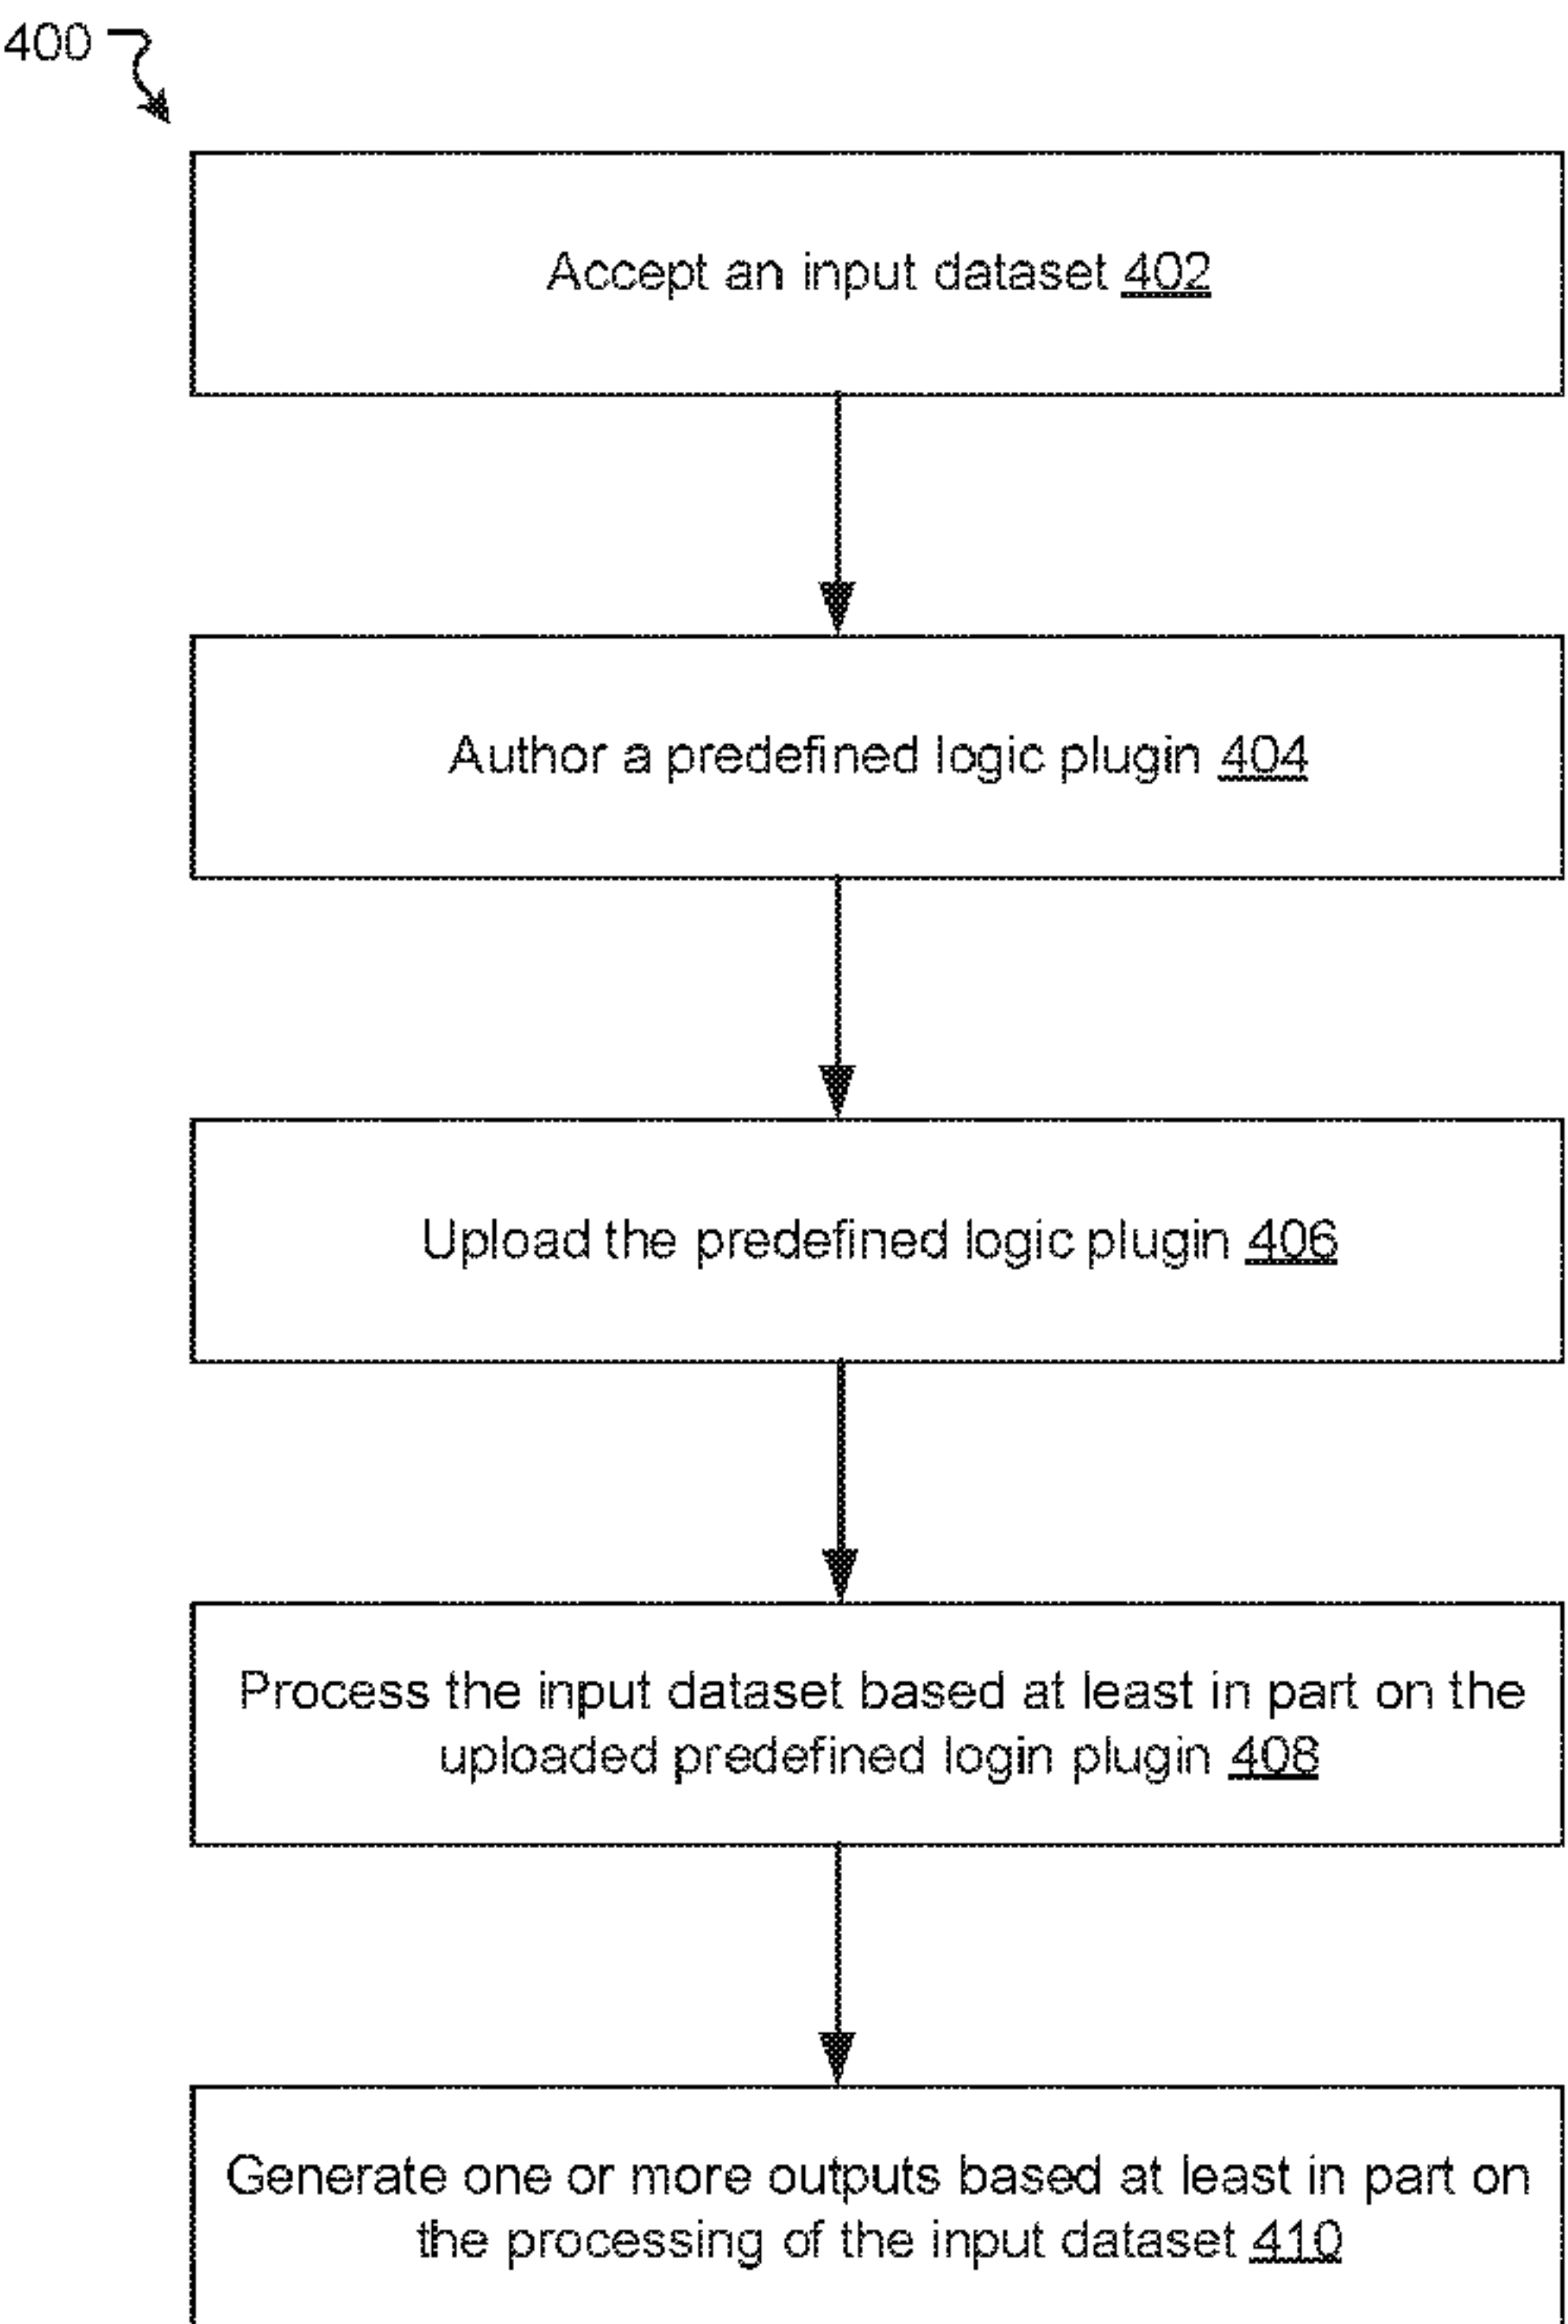 400
Accept an input dataset 402
Author a predefined logic plugin 404
Upload the predefined logic plugin 406
Process the input dataset based at least in part on the
uploaded predefined login plugin 408
Generate one or more outputs based at least in part on
the processing of the input dataset 410